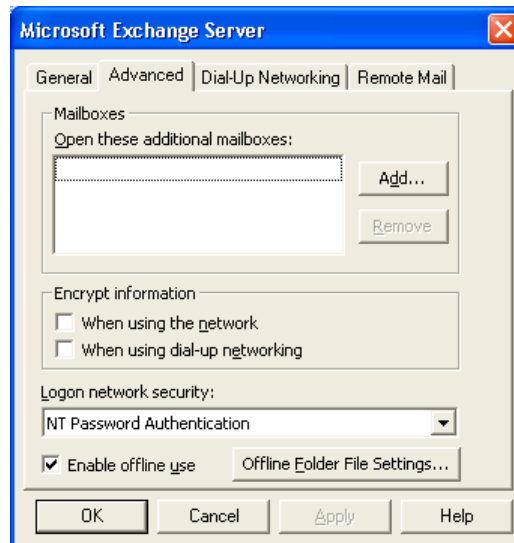 Microsoft Exchange Server
General Advanced Dial-Up Networking Remote Mail
Mailboxes
Open these additional mailboxes:
Add...
Remove
Encrypt information
When using the network
When using dial-up networking
Logon network security:
NT Password Authentication
Enable offline use Offline Folder File Settings...
OK Cancel Apply Help